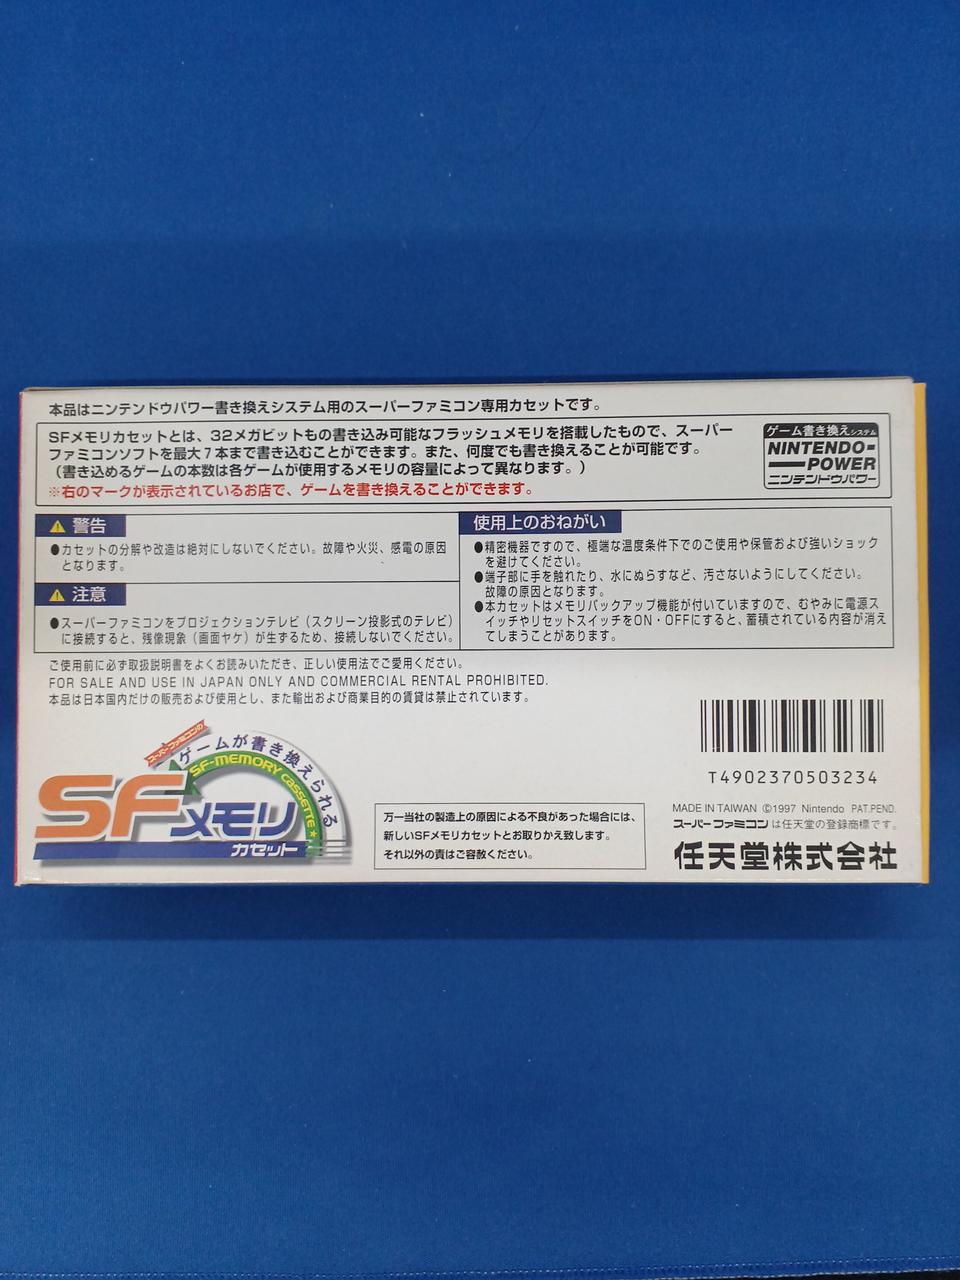 本品はニンテンドウパワー書き換えシステム用のスーパーファミコン専用カセットです。
SFメモリカセットとは、32メガビットもの書き込み可能なフラッシュメモリを搭載したもので、スーパー
ファミコンソフトを最大7本まで書き込むことができます。また、何度でも書き換えることが可能です。
(書き込めるゲームの本数は各ゲームが使用するメモリの容量によって異なります。)
※右のマークが表示されているお店で、ゲームを書き換えることができます。
ゲーム書き換えシステム
NINTENDO
POWER
ニンテンドウパワー
警告
●カセットの分解や改造は絶対にしないでください。故障や火災、感電の原因
となります。
注意
●スーパーファミコンをプロジェクションテレビ(スクリーン投影式のテレビ)
に接続すると、残像現象(画面ヤケ)が生ずるため、接続しないでください。
使用上のおねがい
●精密機器ですので、極端な温度条件下でのご使用や保管および強いショック
を避けてください。
●端子部に手を触れたり、水にぬらすなど、汚さないようにしてください。
故障の原因となります。
●本カセットはメモリバックアップ機能が付いていますので、むやみに電源ス
イッチやリセットスイッチをON・OFFにすると、蓄積されている内容が消え
てしまうことがあります。
ご使用前に必ず取扱説明書をよくお読みいただき、正しい使用法でご愛用ください。
FOR SALE AND USE IN JAPAN ONLY AND COMMERCIAL RENTAL PROHIBITED.
本品は日本国内だけの販売および使用とし、また輸出および商業目的の賃貸は禁止されています。
スーパーファミコンの
ゲームが書き換えられる
SF-MEMORY CASSETTE★
SFメモリ
カセット
万一当社の製造上の原因による不良があった場合には、
新しいSFメモリカセットとお取りかえ致します。
それ以外の責はご容赦ください。
T4902370503234
MADE IN TAIWAN ©1997 Nintendo PAT.PEND.
スーパーファミコンは任天堂の登録商標です。
任天堂株式会社